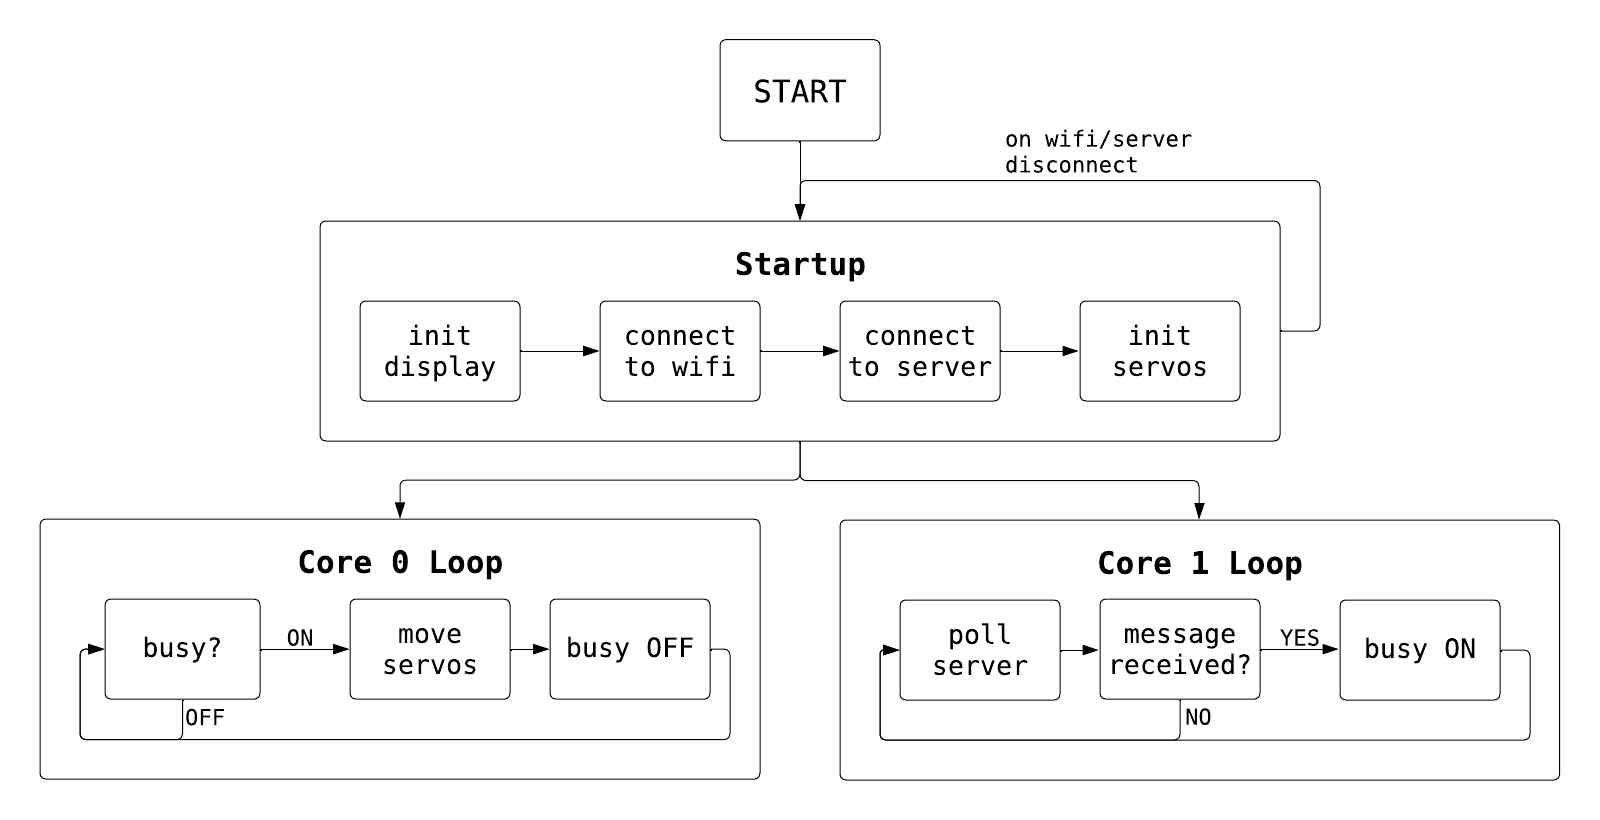 START
on wifi/server
disconnect
Startup
init
display
connect
to wifi
connect
to server
init
servos
Core 0 Loop
busy?
ON
move
servos
busy OFF
OFF
Core 1 Loop
poll
server
message
received?
YES
busy ON
NO